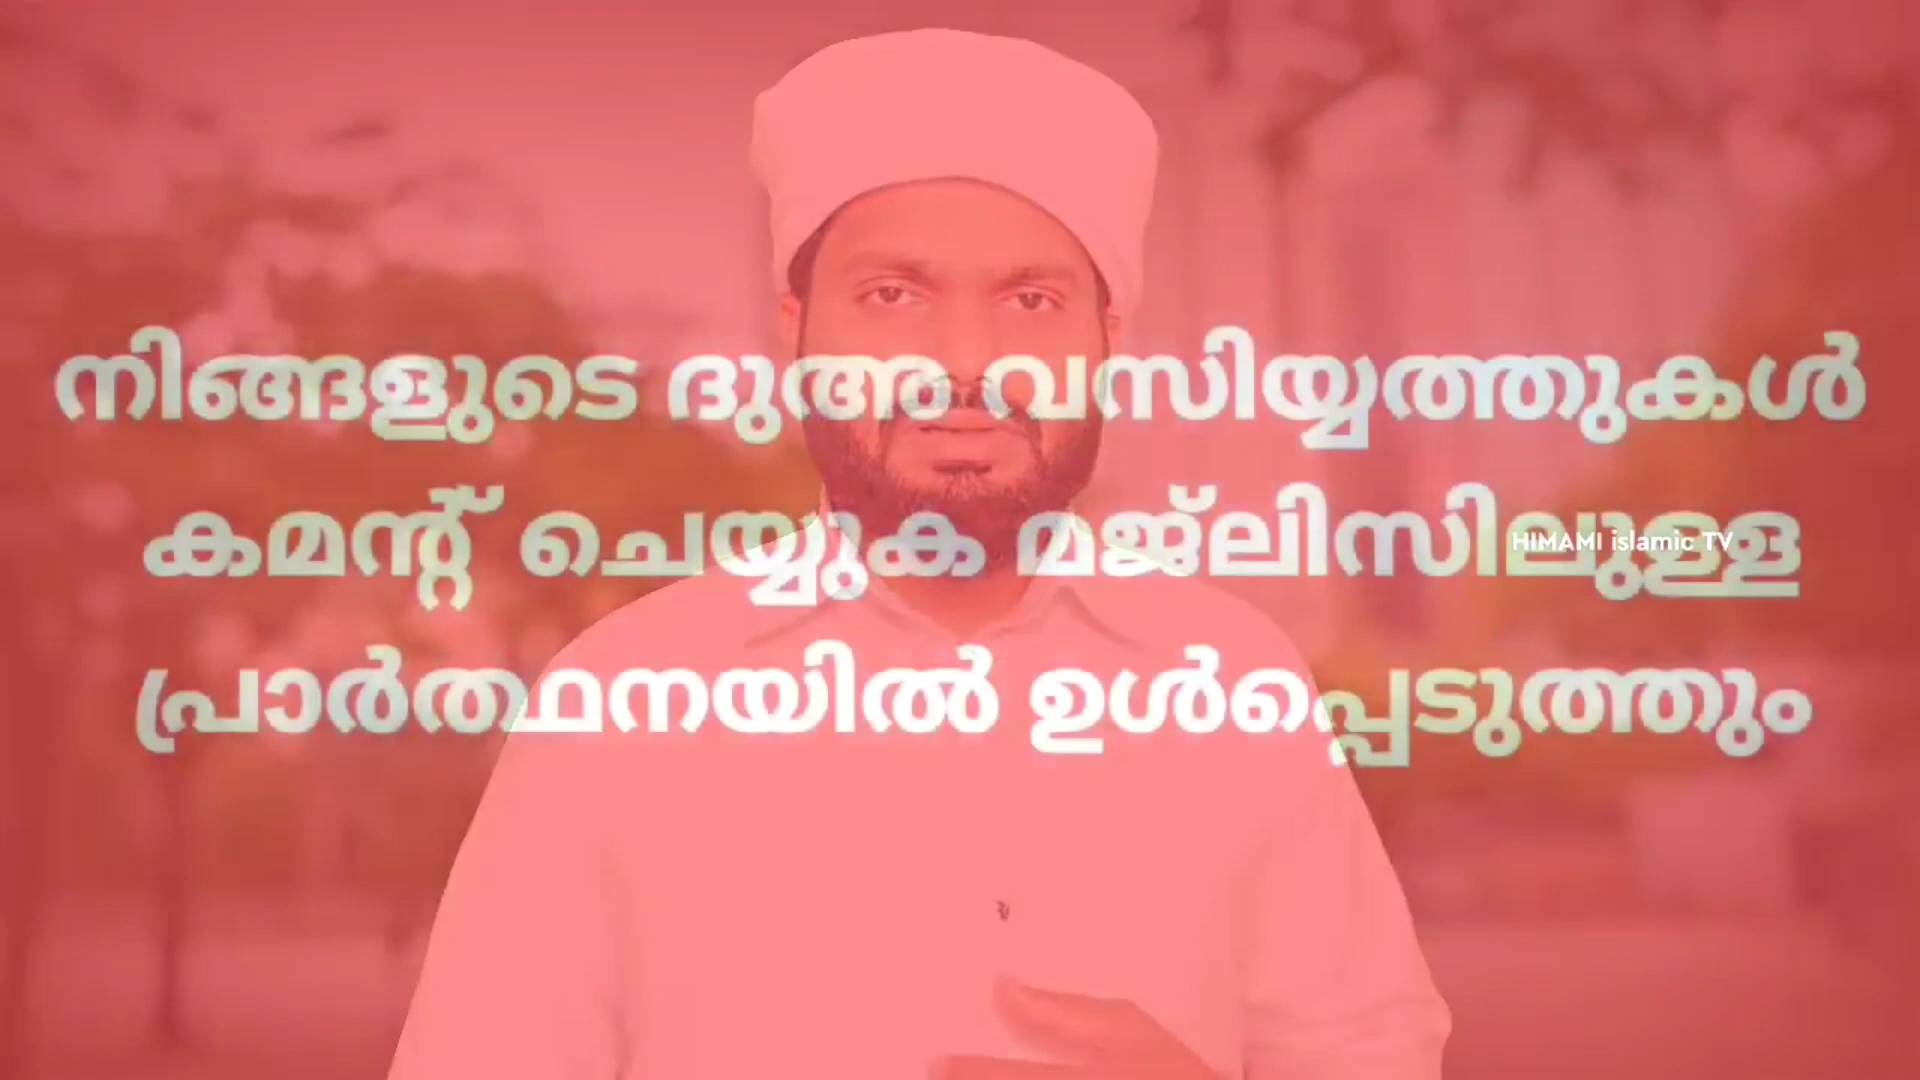 നിങ്ങളുടെ ദുആ വസിയ്യത്തുകൾ
കമന്റ് ചെയ്യുക മജ്ലിസിലുള്ള
HIMAMI islamic TV
പ്രാർത്ഥനയിൽ ഉൾപ്പെടുത്തും